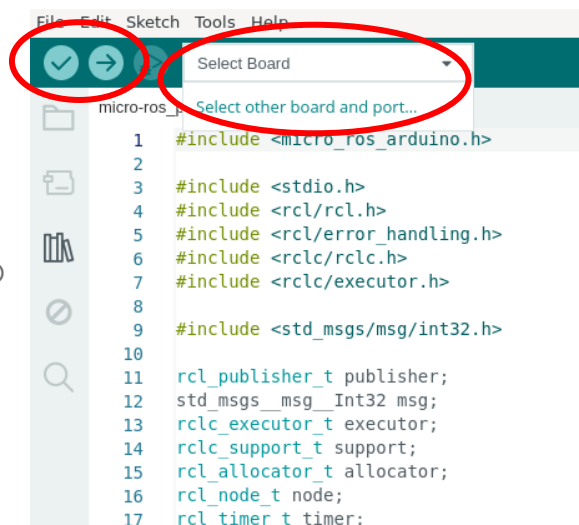 File Edit Sketch Tools Help
Select Board
micro-ros_p
Select other board and port...
1 #include <micro_ros_arduino.h>
2
3 #include <stdio.h>
4 #include <rcl/rcl.h>
5 #include <rcl/error_handling.h>
6 #include <rclc/rclc.h>
7 #include <rclc/executor.h>
8
9 #include <std_msgs/msg/int32.h>
10
11 rcl_publisher_t publisher;
12 std_msgs__msg__Int32 msg;
13 rclc_executor_t executor;
14 rclc_support_t support;
15 rcl_allocator_t allocator;
16 rcl_node_t node;
17 rcl_timer_t timer;